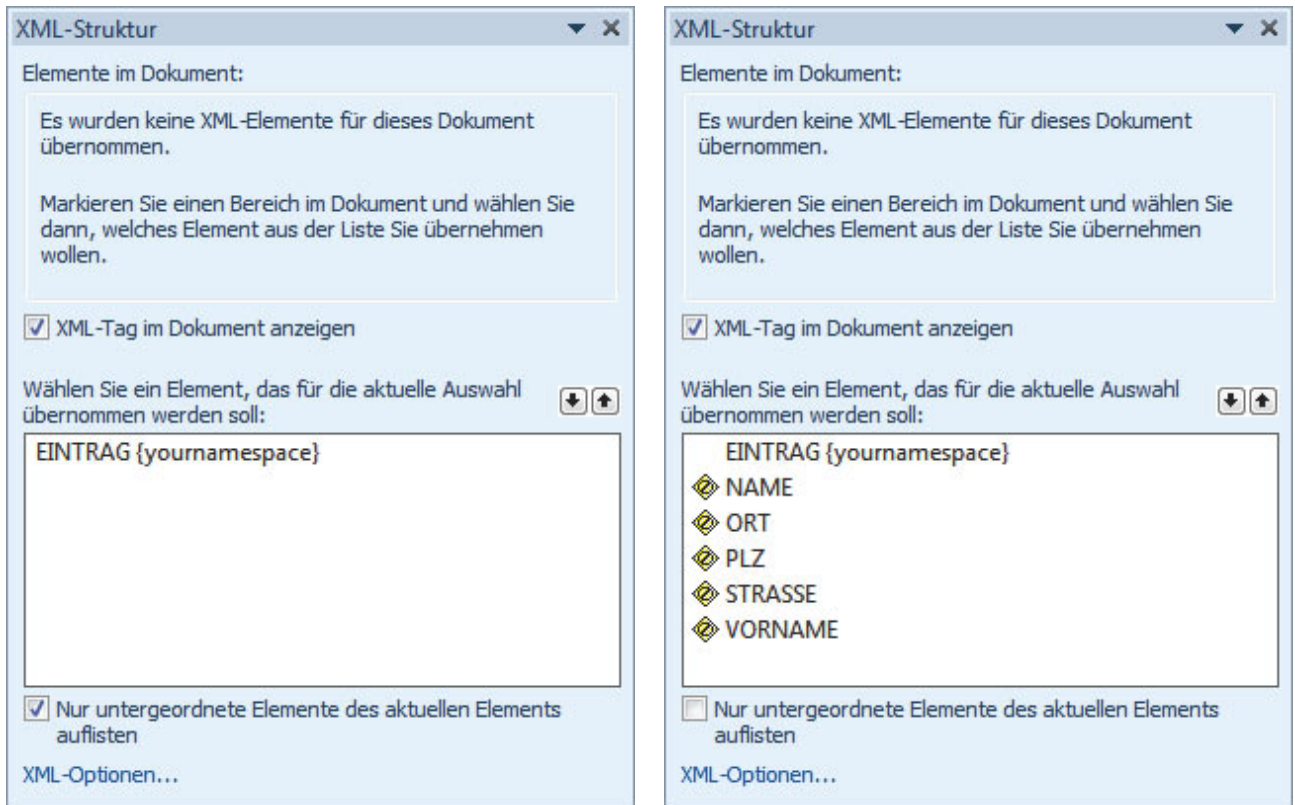 XML-Struktur
Elemente im Dokument:
Es wurden keine XML-Elemente für dieses Dokument
übernommen.
Markieren Sie einen Bereich im Dokument und wählen Sie
dann, welches Element aus der Liste Sie übernehmen
wollen.
XML-Tag im Dokument anzeigen
Wählen Sie ein Element, das für die aktuelle Auswahl
übernommen werden soll:
EINTRAG {yournamespace}
Nur untergeordnete Elemente des aktuellen Elements
auflisten
XML-Optionen...
XML-Struktur
Elemente im Dokument:
Es wurden keine XML-Elemente für dieses Dokument
übernommen.
Markieren Sie einen Bereich im Dokument und wählen Sie
dann, welches Element aus der Liste Sie übernehmen
wollen.
XML-Tag im Dokument anzeigen
Wählen Sie ein Element, das für die aktuelle Auswahl
übernommen werden soll:
EINTRAG {yournamespace}
NAME
ORT
PLZ
STRASSE
VORNAME
Nur untergeordnete Elemente des aktuellen Elements
auflisten
XML-Optionen...